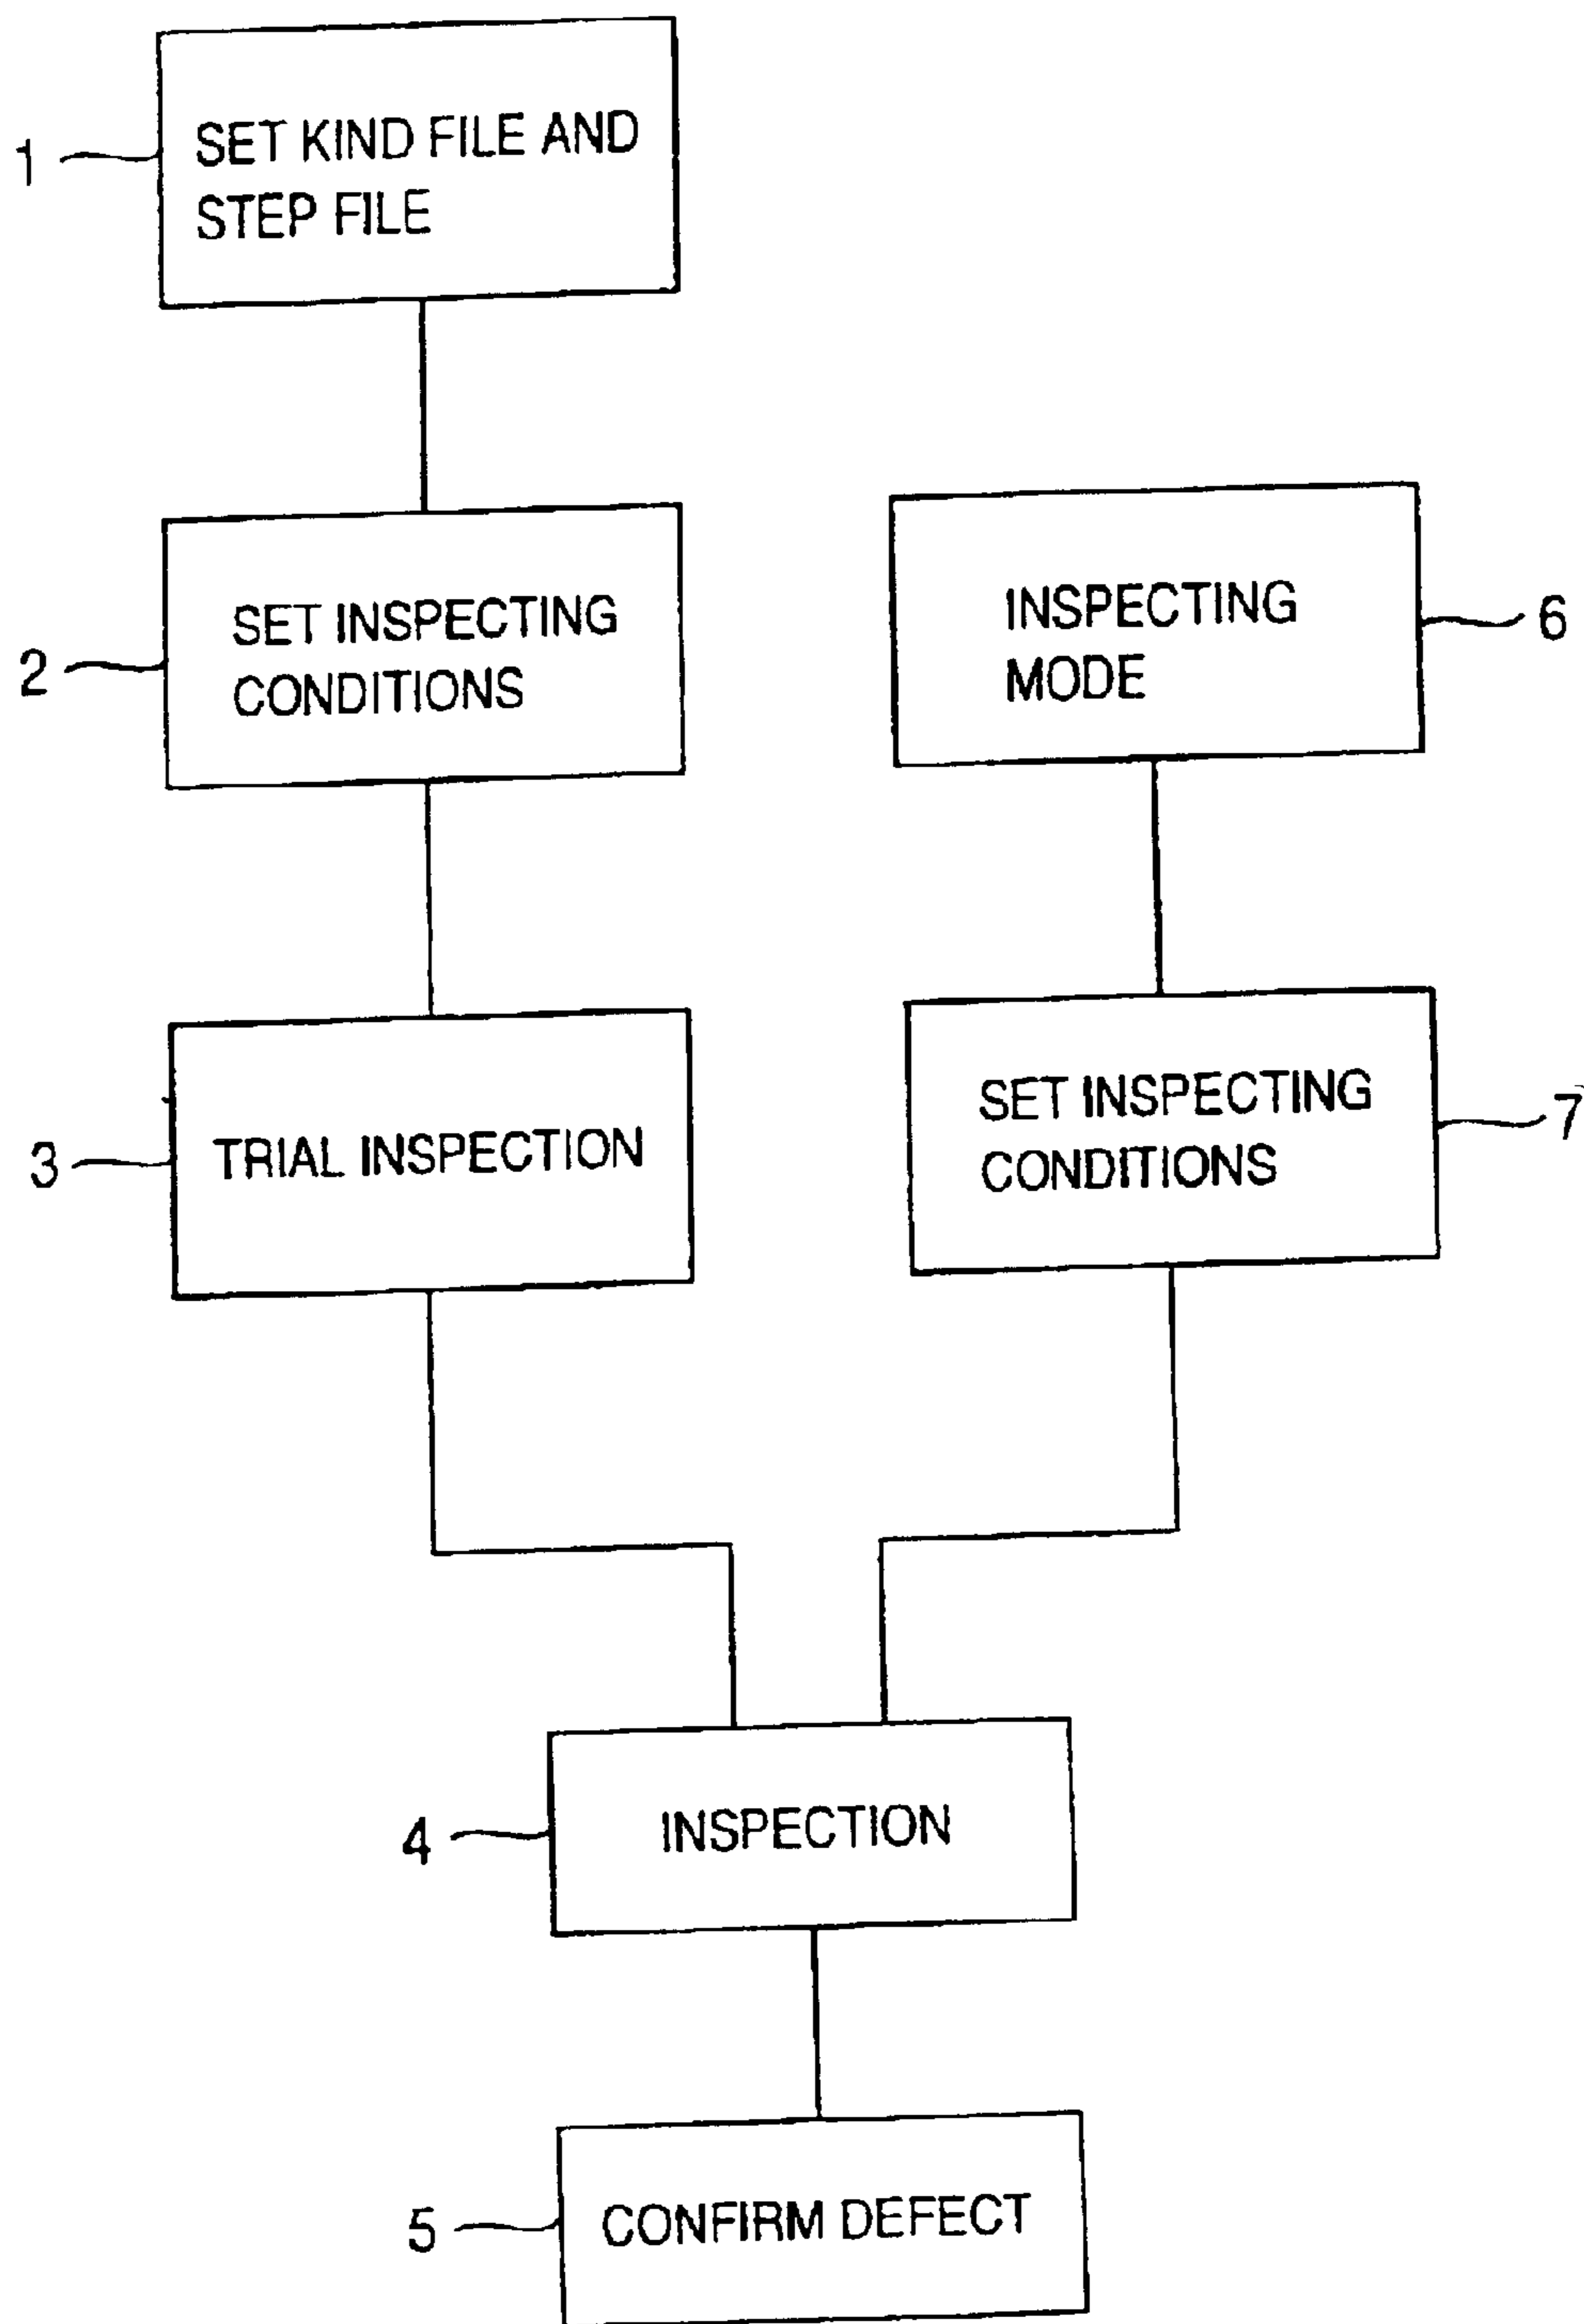 1
SET KIND FILE AND
STEP FILE
2
SET INSPECTING
CONDITIONS
INSPECTING
MODE
6
3
TRIAL INSPECTION
SET INSPECTING
CONDITIONS
7
4
INSPECTION
5
CONFIRM DEFECT